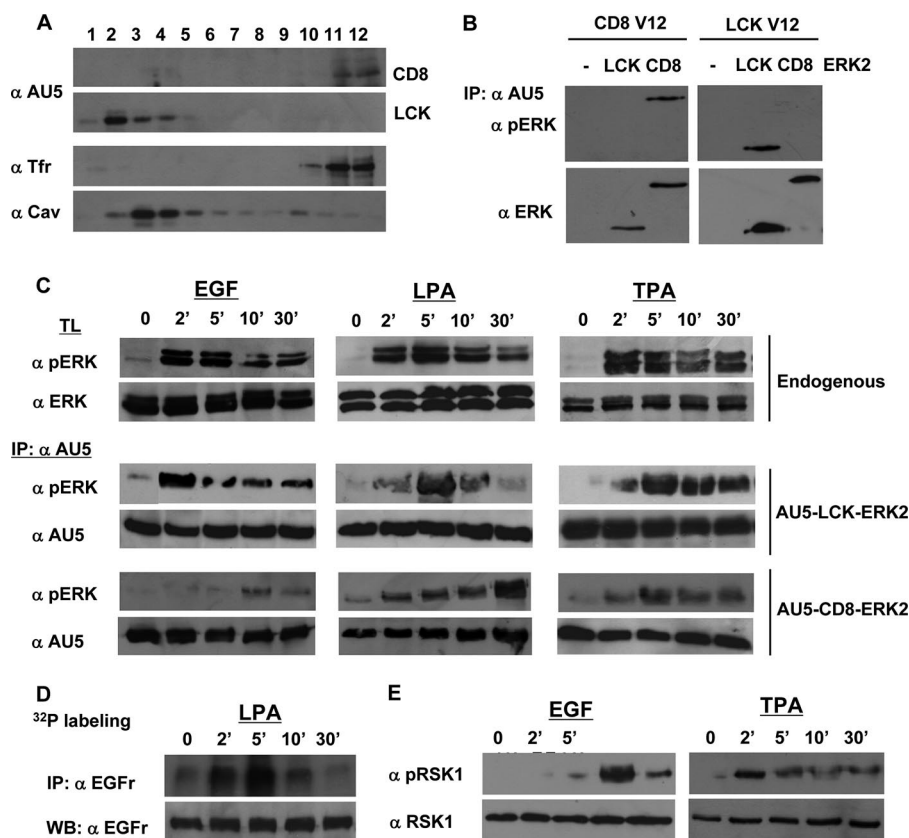 A
1 2 3 4 5 6 7 8 9 10 11 12
α AU5
CD8
LCK
α Tfr
α Cav
B
CD8 V12 LCK V12
- LCK CD8 - LCK CD8 ERK2
IP: α AU5
α pERK
α ERK
C
EGF LPA TPA
TL
0 2’ 5’ 10’ 30’ 0 2’ 5’ 10’ 30’ 0 2’ 5’ 10’ 30’
α pERK
α ERK
Endogenous
IP: α AU5
α pERK
α AU5
AU5-LCK-ERK2
α pERK
α AU5
AU5-CD8-ERK2
D
³²P labeling
LPA
0 2’ 5’ 10’ 30’
IP: α EGFr
WB: α EGFr
E
EGF TPA
0 2’ 5’ 0 2’ 5’ 10’ 30’
α pRSK1
α RSK1